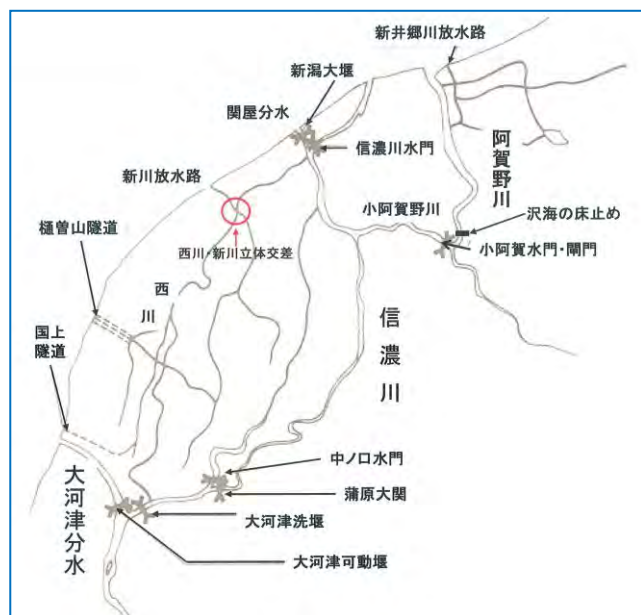 新井郷川放水路
新潟大堰
関屋分水
信濃川水門
阿賀野川
新川放水路
小阿賀野川
沢海の床止め
樋曽山隧道
小阿賀水門・閘門
西川・新川立体交差
西川
信濃川
国上
隧道
中ノ口水門
蒲原大関
大河津分水
大河津洗堰
大河津可動堰